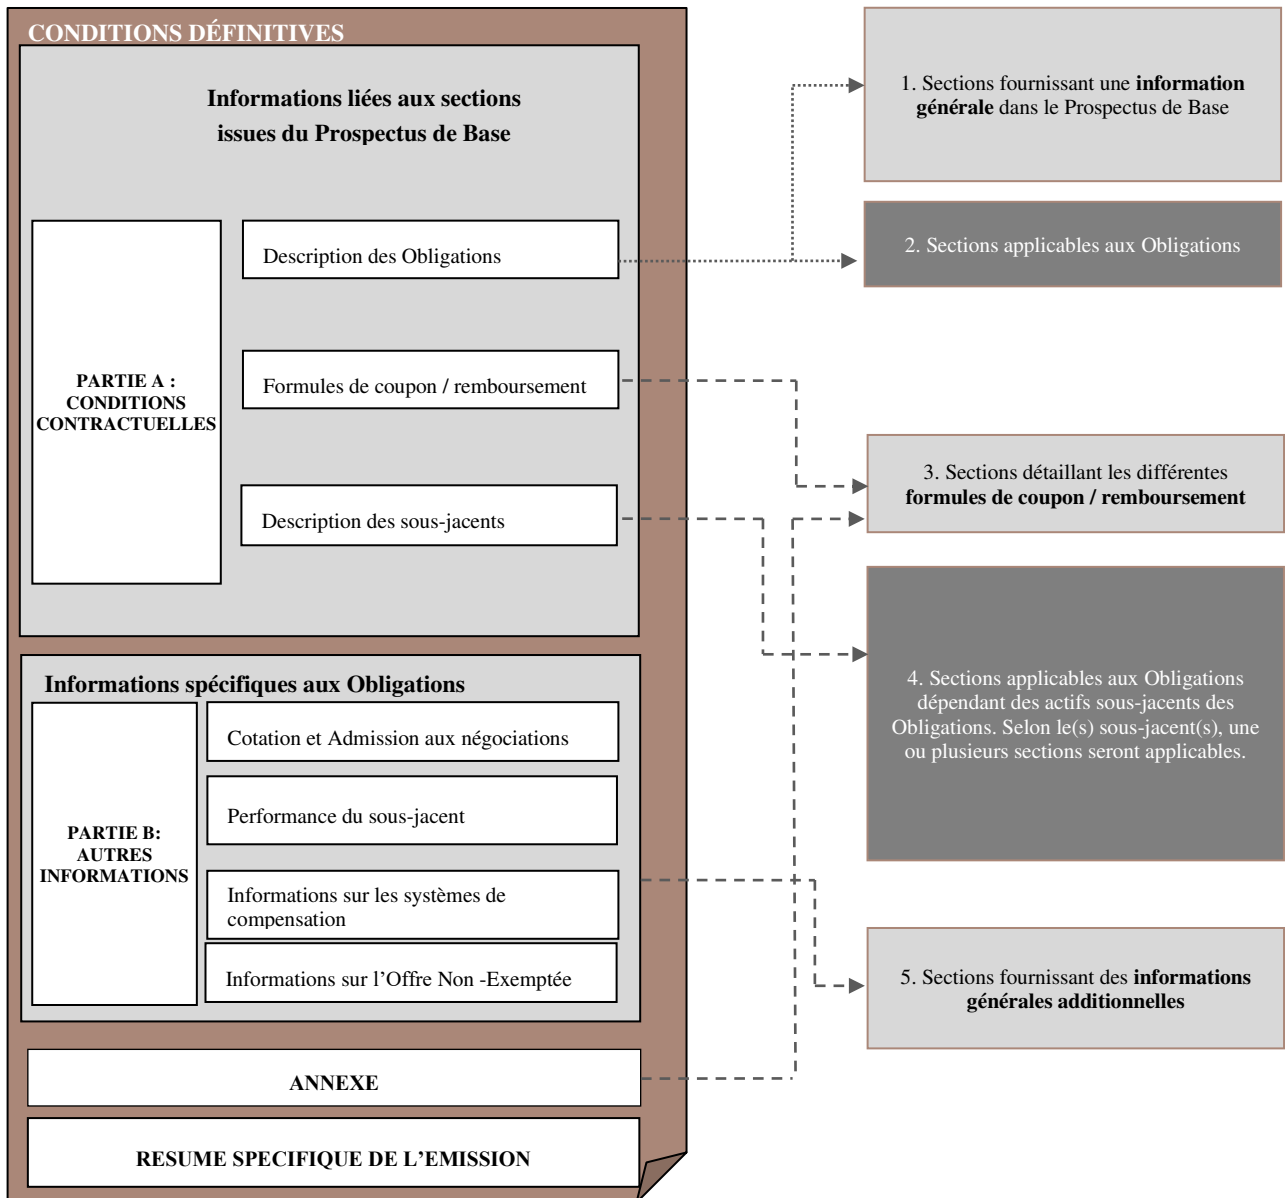 CONDITIONS DÉFINITIVES
Informations liées aux sections
issues du Prospectus de Base
PARTIE A :
CONDITIONS
CONTRACTUELLES
Description des Obligations
Formules de coupon / remboursement
Description des sous-jacents
Informations spécifiques aux Obligations
PARTIE B:
AUTRES
INFORMATIONS
Cotation et Admission aux négociations
Performance du sous-jacent
Informations sur les systèmes de
compensation
Informations sur l’Offre Non -Exemptée
ANNEXE
RESUME SPECIFIQUE DE L’EMISSION
1. Sections fournissant une information
générale dans le Prospectus de Base
2. Sections applicables aux Obligations
3. Sections détaillant les différentes
formules de coupon / remboursement
4. Sections applicables aux Obligations
dépendant des actifs sous-jacents des
Obligations. Selon le(s) sous-jacent(s), une
ou plusieurs sections seront applicables.
5. Sections fournissant des informations
générales additionnelles